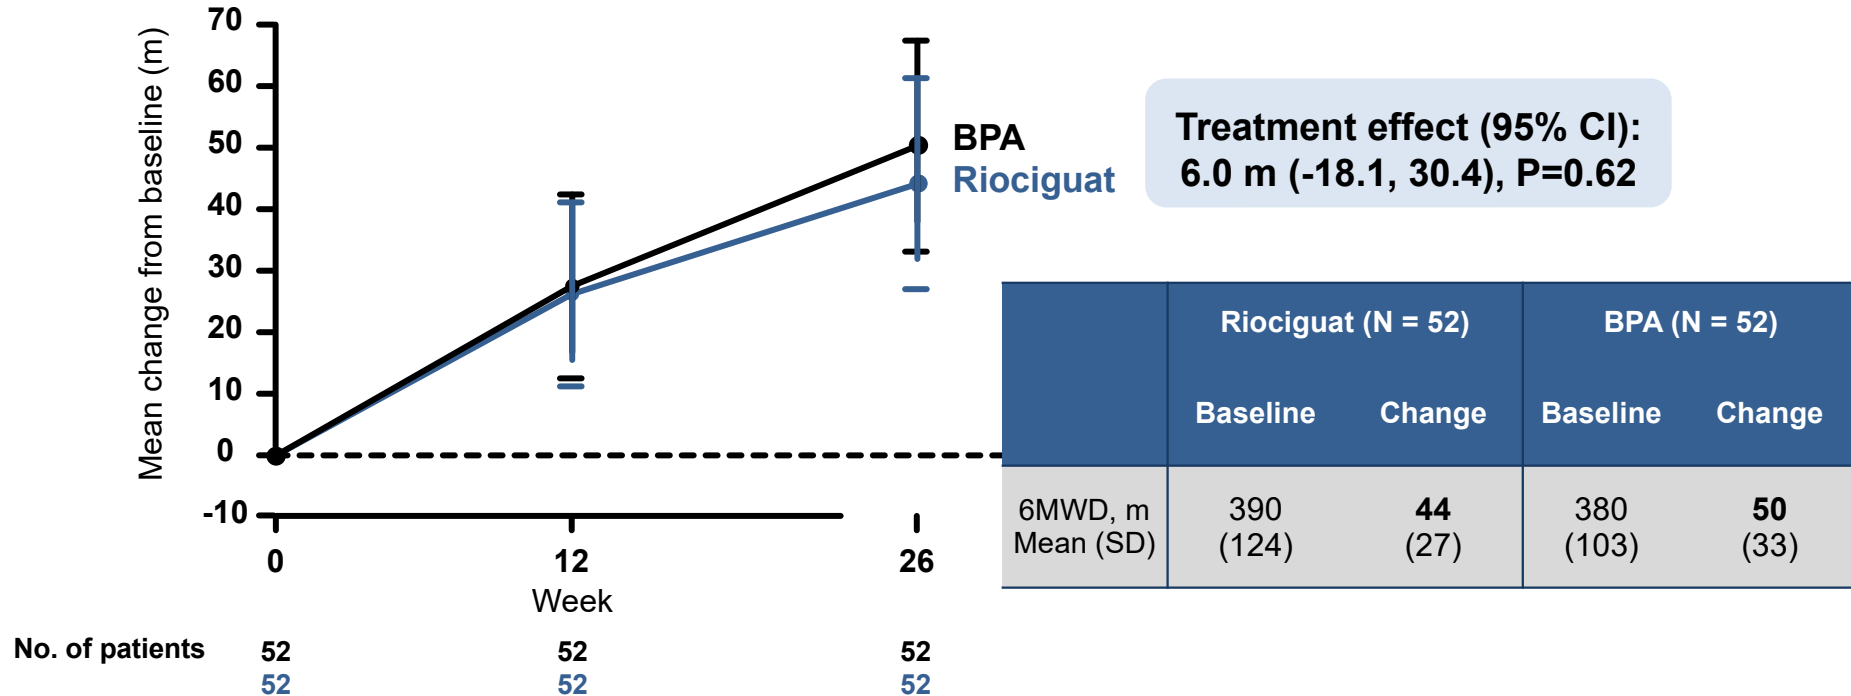 Mean change from baseline (m)
70
60
50
40
30
20
10
0
-10
0 12 26
Week
BPA
Riociguat
Treatment effect (95% CI):
6.0 m (-18.1, 30.4), P=0.62
Riociguat (N = 52) BPA (N = 52)
Baseline Change Baseline Change
6MWD, m 390 44 380 50
Mean (SD) (124) (27) (103) (33)
No. of patients 52 52 52
52 52 52